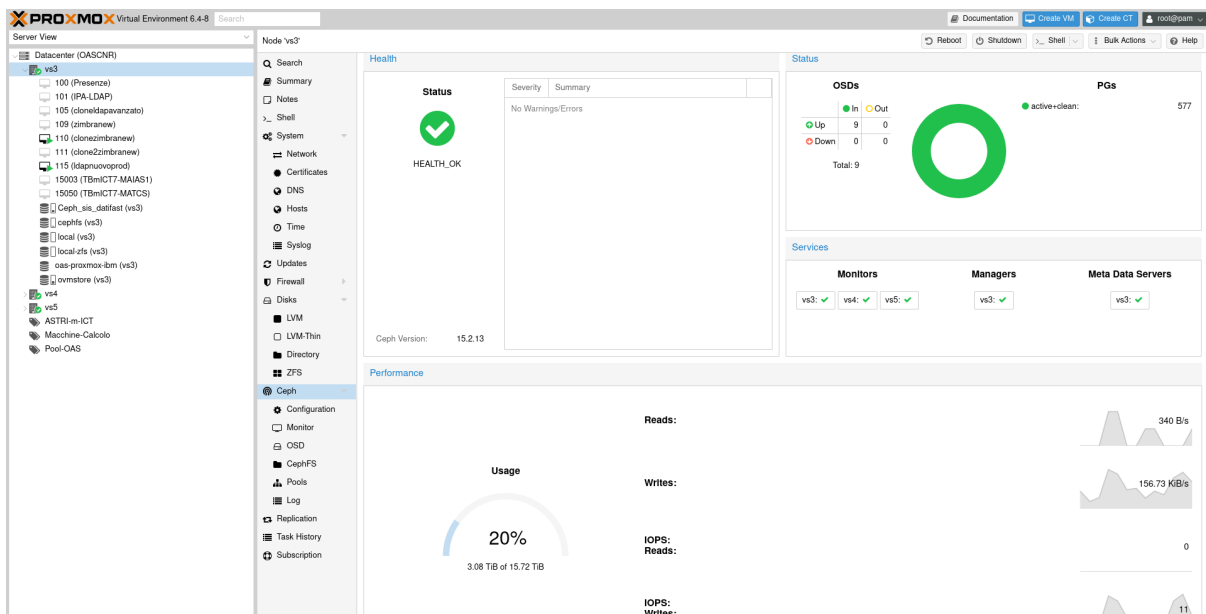 PROXMOX Virtual Environment 6.4-8 Search
Documentation Create VM Create CT root@pam
Server View
Datacenter (OASCNR)
vs3
100 (Presenze)
101 (IPA-LDAP)
105 (cloneldapavanzato)
109 (zimbranew)
110 (clonezimbranew)
111 (clone2zimbranew)
115 (ldapnuovoprod)
15003 (TBmICT7-MAIAS1)
15050 (TBmICT7-MATCS)
Ceph_sis_datifast (vs3)
cephfs (vs3)
local (vs3)
local-zfs (vs3)
oas-proxmox-ibm (vs3)
ovmstore (vs3)
vs4
vs5
ASTRI-m-ICT
Macchine-Calcolo
Pool-OAS
Node 'vs3'
Reboot Shutdown Shell Bulk Actions Help
Search
Summary
Notes
Shell
System
Network
Certificates
DNS
Hosts
Time
Syslog
Updates
Firewall
Disks
LVM
LVM-Thin
Directory
ZFS
Ceph
Configuration
Monitor
OSD
CephFS
Pools
Log
Replication
Task History
Subscription
Health
Status
HEALTH_OK
Severity Summary
No Warnings/Errors
Ceph Version: 15.2.13
Status
OSDs
In Out
Up 9 0
Down 0 0
Total: 9
PGs
active+clean: 577
Services
Monitors Managers Meta Data Servers
vs3: vs4: vs5: vs3: vs3:
Performance
Usage
20%
3.08 TiB of 15.72 TiB
Reads: 340 B/s
Writes: 156.73 KiB/s
IOPS:
Reads: 0
IOPS:
Writes: 11